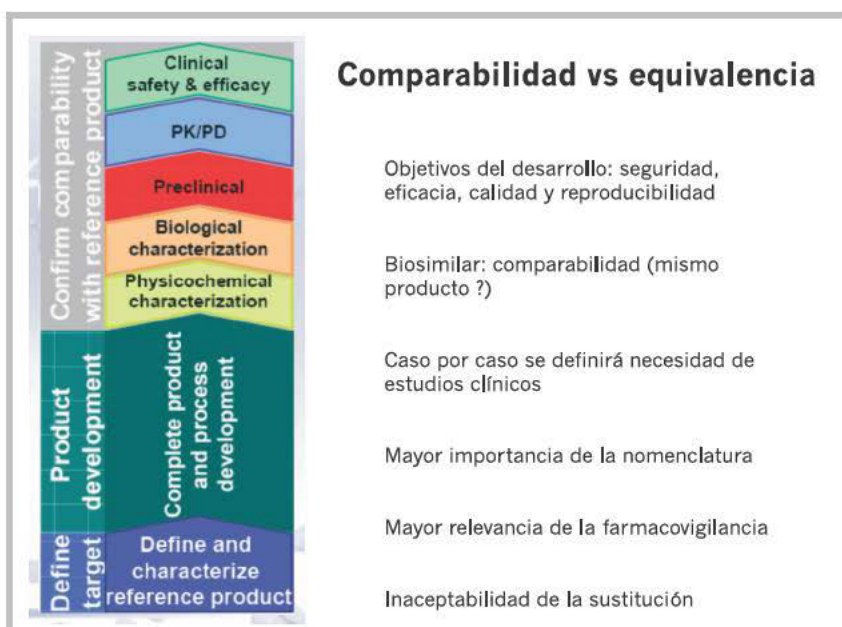 Comparabilidad vs equivalencia
Confirm comparability
with reference product
Clinical
safety & efficacy
PK/PD
Preclinical
Biological
characterization
Physicochemical
characterization
Product
development
Complete product
and process
development
Define
target
Define and
characterize
reference product
Objetivos del desarrollo: seguridad,
eficacia, calidad y reproducibilidad
Biosimilar: comparabilidad (mismo
producto ?)
Caso por caso se definirá necesidad de
estudios clínicos
Mayor importancia de la nomenclatura
Mayor relevancia de la farmacovigilancia
Inaceptabilidad de la sustitución